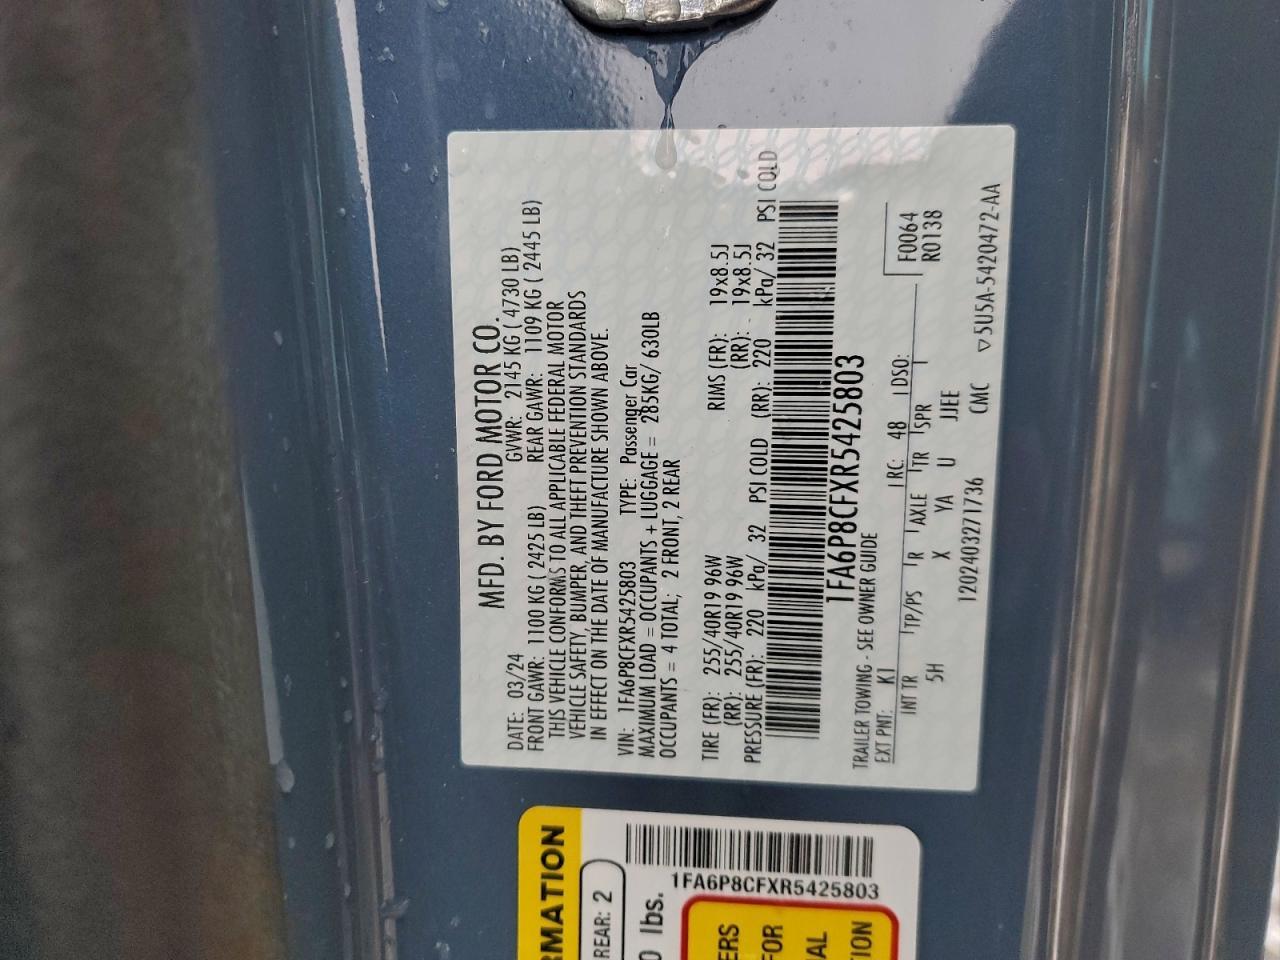 MFD. BY FORD MOTOR CO.
DATE: 03/24 GVWR: 2145 KG ( 4730 LB)
FRONT GAWR: 1100 KG ( 2425 LB) REAR GAWR: 1109 KG ( 2445 LB)
THIS VEHICLE CONFORMS TO ALL APPLICABLE FEDERAL MOTOR
VEHICLE SAFETY, BUMPER, AND THEFT PREVENTION STANDARDS
IN EFFECT ON THE DATE OF MANUFACTURE SHOWN ABOVE.
VIN: 1FA6P8CFXR5425803 TYPE: Passenger Car
MAXIMUM LOAD = OCCUPANTS + LUGGAGE = 285KG/ 630LB
OCCUPANTS = 4 TOTAL; 2 FRONT, 2 REAR
TIRE (FR): 255/40R19 96W RIMS (FR): 19x8.5J
(RR): 255/40R19 96W (RR): 19x8.5J
PRESSURE (FR): 220 kPa/ 32 PSI COLD (RR): 220 kPa/ 32 PSI COLD
1FA6P8CFXR5425803
TRAILER TOWING - SEE OWNER GUIDE
EXT PNT: K1 RC: 48 DSO: F0064
INT TR TP/PS R AXLE TR SPR R0138
5H X YA U JJEE
1202403271736 CMC ▽5U5A-5420472-AA
RMATION
REAR: 2
0 lbs.
1FA6P8CFXR5425803
ERS
FOR
AL
ION